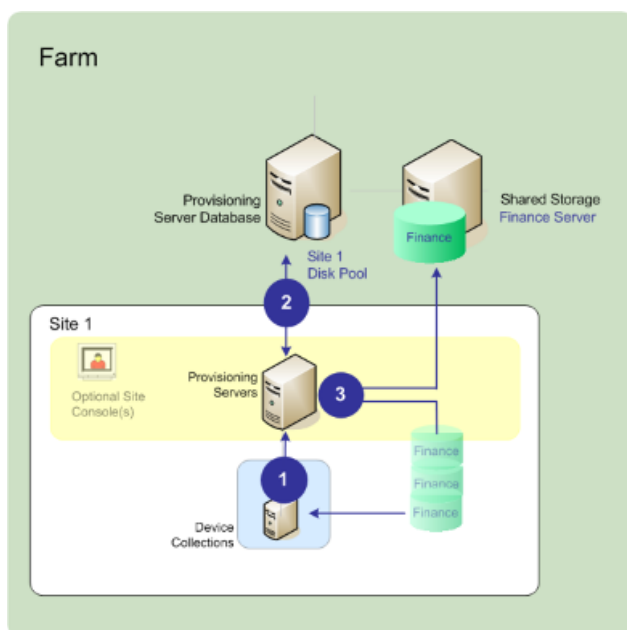 Farm
Provisioning
Server Database
Site 1
Disk Pool
Shared Storage
Finance Server
Finance
2
Site 1
Optional Site
Console(s)
Provisioning
Servers
3
Finance
Finance
Finance
1
Device
Collections